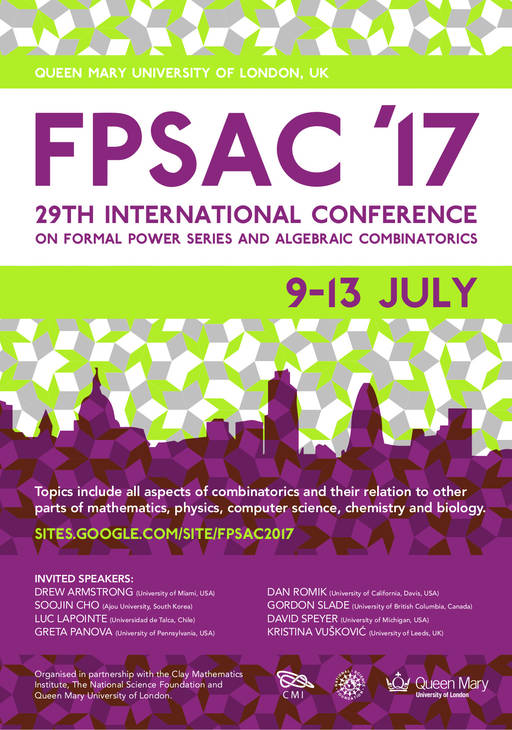 QUEEN MARY UNIVERSITY OF LONDON, UK
FPSAC '17
29TH INTERNATIONAL CONFERENCE
ON FORMAL POWER SERIES AND ALGEBRAIC COMBINATORICS
9-13 JULY
Topics include all aspects of combinatorics and their relation to other
parts of mathematics, physics, computer science, chemistry and biology.
SITES.GOOGLE.COM/SITE/FPSAC2017
INVITED SPEAKERS:
DREW ARMSTRONG (University of Miami, USA)
SOOJIN CHO (Ajou University, South Korea)
LUC LAPOINTE (Universidad de Talca, Chile)
GRETA PANOVA (University of Pennsylvania, USA)
DAN ROMIK (University of California, Davis, USA)
GORDON SLADE (University of British Columbia, Canada)
DAVID SPEYER (University of Michigan, USA)
KRISTINA VUŠKOVIĆ (University of Leeds, UK)
Organised in partnership with the Clay Mathematics
Institute, The National Science Foundation and
Queen Mary University of London.
CMI
Queen Mary
University of London